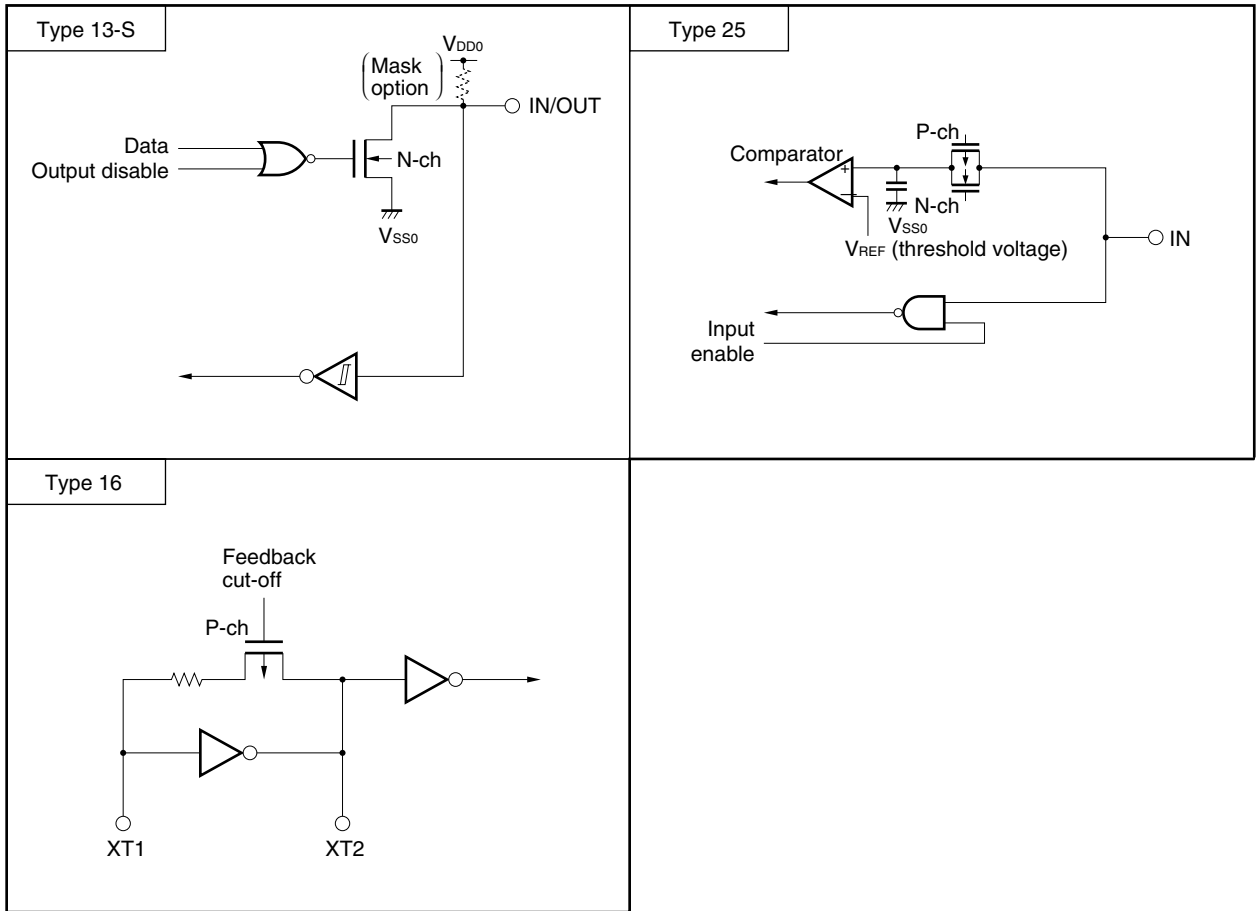 Type 13-S
VDD0
(Mask
option)
IN/OUT
Data
Output disable
N-ch
VSS0
Type 25
P-ch
Comparator
+
−
N-ch
VSS0
VREF (threshold voltage)
IN
Input
enable
Type 16
Feedback
cut-off
P-ch
XT1
XT2